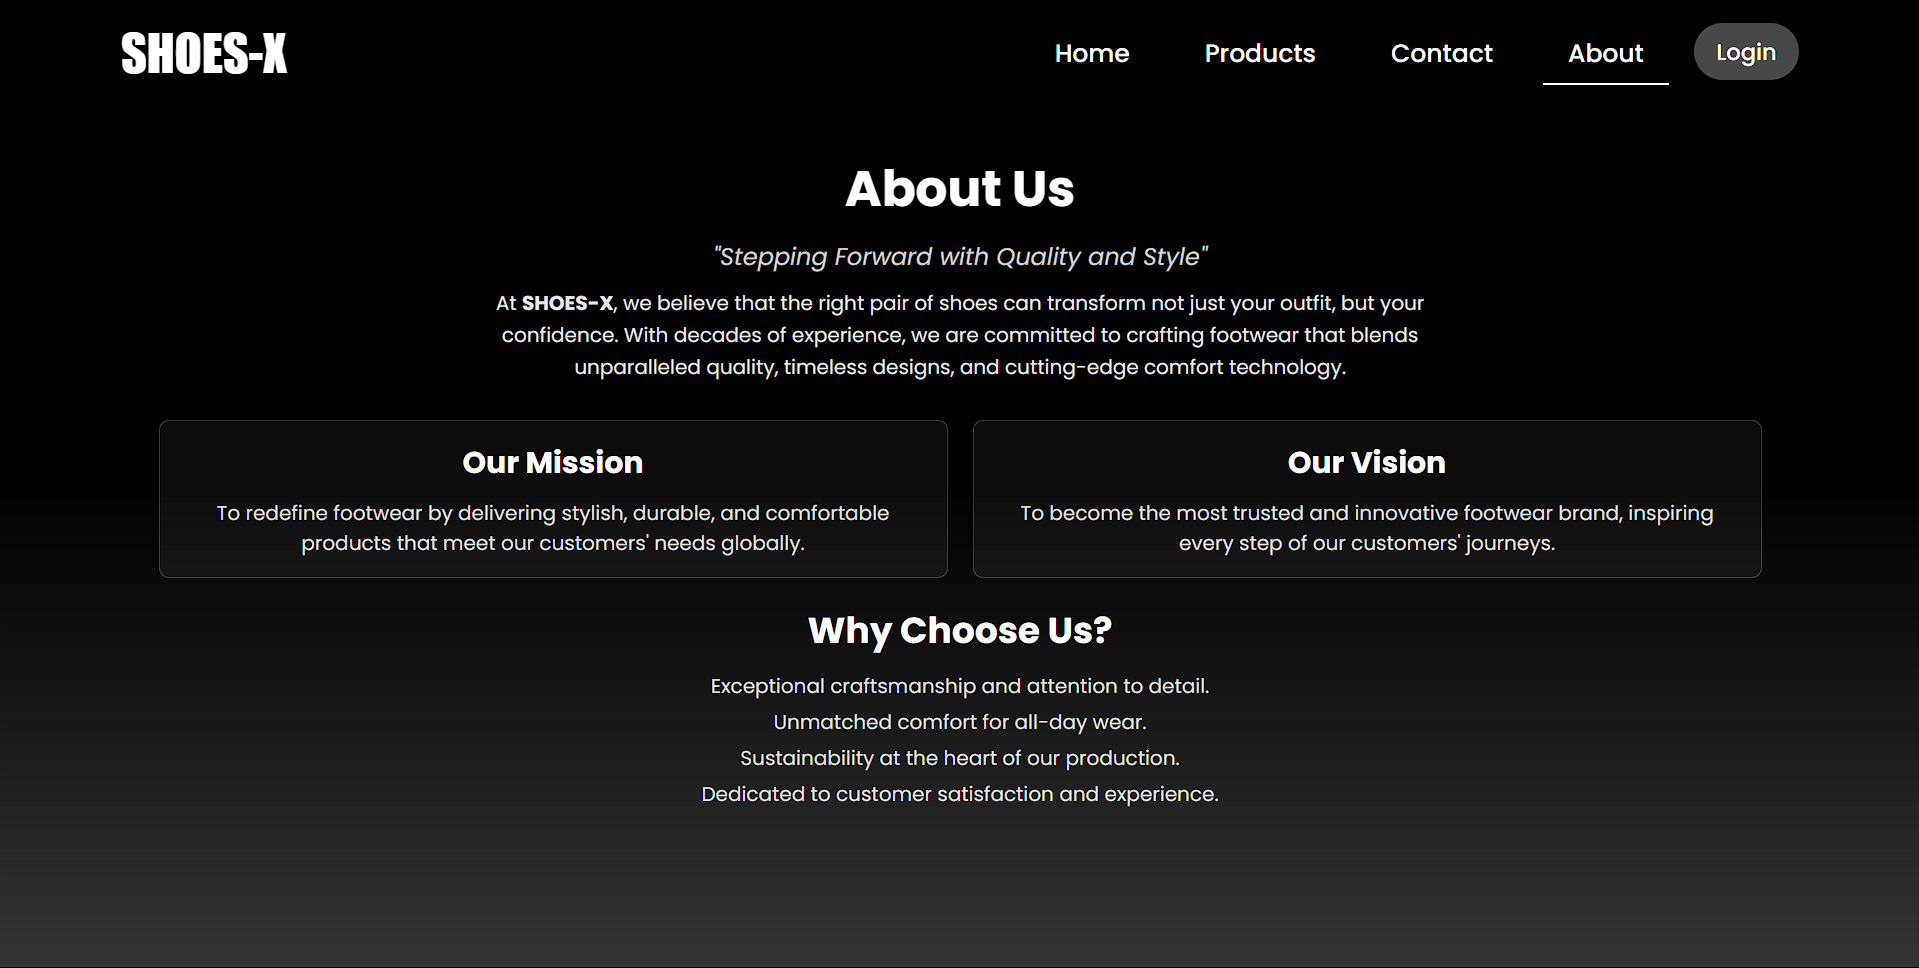 SHOES-X
Home Products Contact About Login
About Us
"Stepping Forward with Quality and Style"
At SHOES-X, we believe that the right pair of shoes can transform not just your outfit, but your
confidence. With decades of experience, we are committed to crafting footwear that blends
unparalleled quality, timeless designs, and cutting-edge comfort technology.
Our Mission
To redefine footwear by delivering stylish, durable, and comfortable
products that meet our customers' needs globally.
Our Vision
To become the most trusted and innovative footwear brand, inspiring
every step of our customers' journeys.
Why Choose Us?
Exceptional craftsmanship and attention to detail.
Unmatched comfort for all-day wear.
Sustainability at the heart of our production.
Dedicated to customer satisfaction and experience.